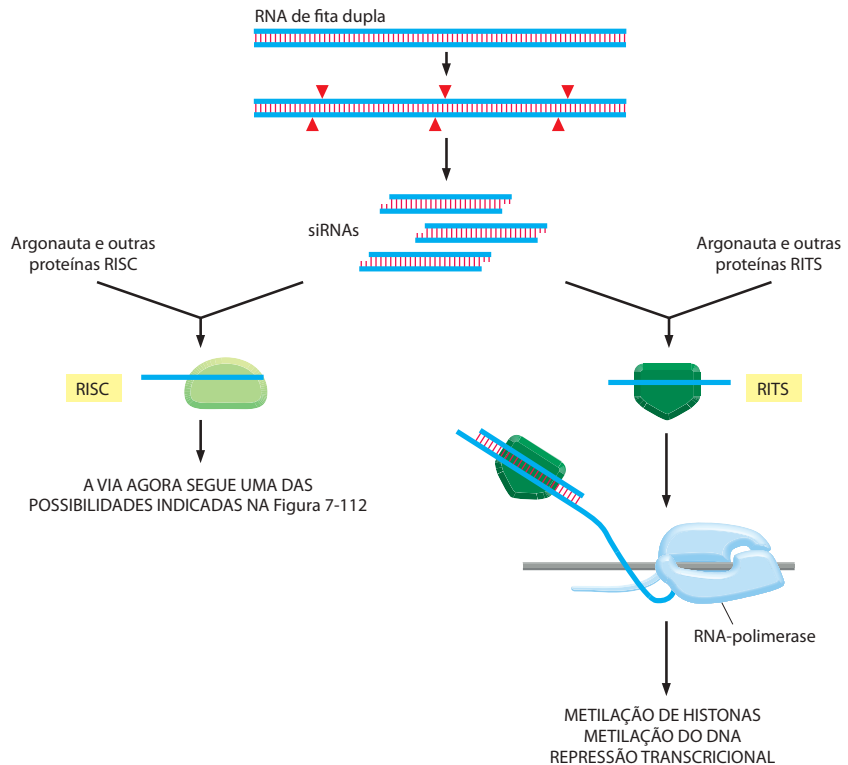 RNA de fita dupla
siRNAs
Argonauta e outras
proteínas RISC
Argonauta e outras
proteínas RITS
RISC
RITS
A VIA AGORA SEGUE UMA DAS
POSSIBILIDADES INDICADAS NA Figura 7-112
RNA-polimerase
METILAÇÃO DE HISTONAS
METILAÇÃO DO DNA
REPRESSÃO TRANSCRICIONAL